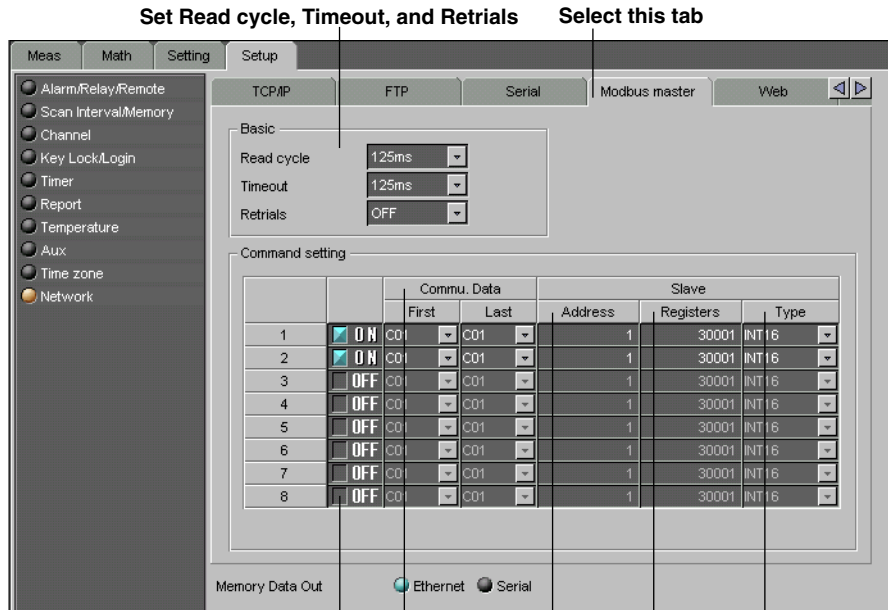 Set Read cycle, Timeout, and Retrials Select this tab
Meas Math Setting Setup
Alarm/Relay/Remote
Scan Interval/Memory
Channel
Key Lock/Login
Timer
Report
Temperature
Aux
Time zone
Network
TCP/IP FTP Serial Modbus master Web
Basic
Read cycle 125ms
Timeout 125ms
Retrials OFF
Command setting
Commu. Data Slave
First Last Address Registers Type
1 ON C01 C01 1 30001 INT16
2 ON C01 C01 1 30001 INT16
3 OFF C01 C01 1 30001 INT16
4 OFF C01 C01 1 30001 INT16
5 OFF C01 C01 1 30001 INT16
6 OFF C01 C01 1 30001 INT16
7 OFF C01 C01 1 30001 INT16
8 OFF C01 C01 1 30001 INT16
Memory Data Out Ethernet Serial